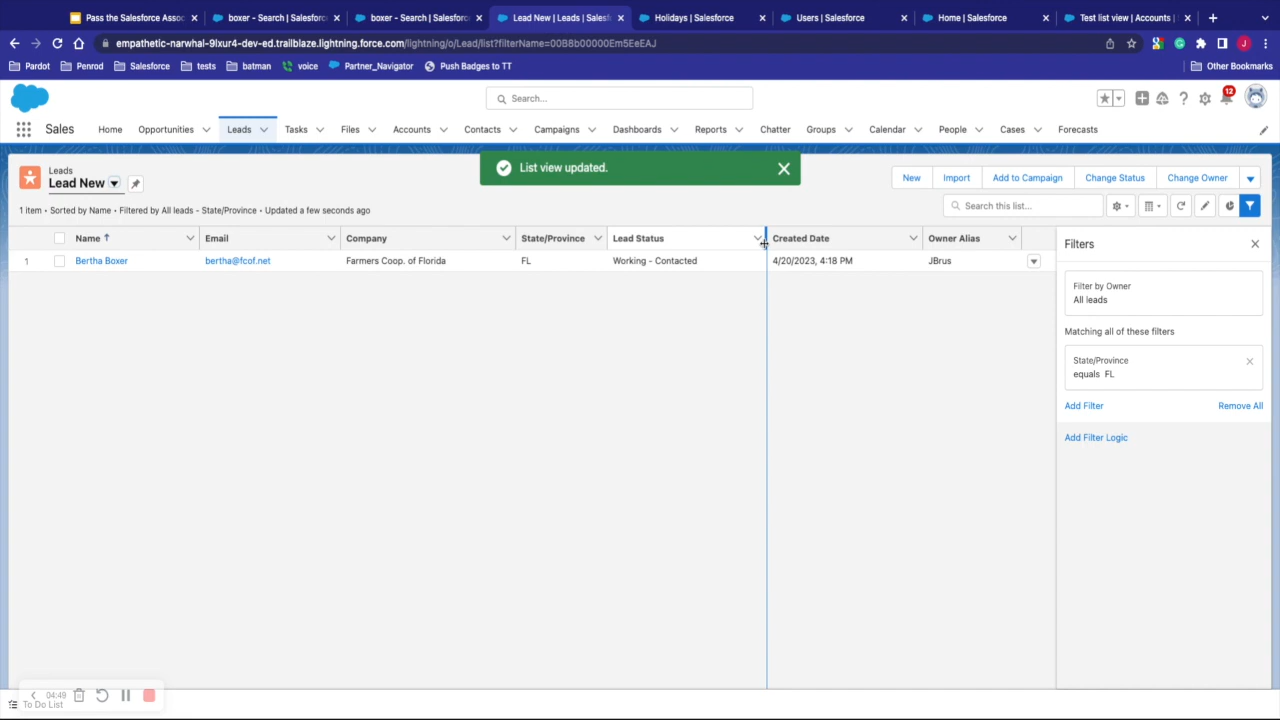 Pass the Salesforce Assoc
boxer - Search | Salesforc
boxer - Search | Salesforc
Lead New | Leads | Salesf
Holidays | Salesforce
Users | Salesforce
Home | Salesforce
Test list view | Accounts |
empathetic-narwhal-9lxur4-dev-ed.trailblaze.lightning.force.com/lightning/o/Lead/list?filterName=00B8b00000Em5EeEAJ
Pardot
Penrod
Salesforce
tests
batman
voice
Partner_Navigator
Push Badges to TT
Other Bookmarks
Search...
12
Sales
Home
Opportunities
Leads
Tasks
Files
Accounts
Contacts
Campaigns
Dashboards
Reports
Chatter
Groups
Calendar
People
Cases
Forecasts
List view updated.
Leads
Lead New
New
Import
Add to Campaign
Change Status
Change Owner
1 item • Sorted by Name • Filtered by All leads - State/Province • Updated a few seconds ago
Search this list...
Name
Email
Company
State/Province
Lead Status
Created Date
Owner Alias
1
Bertha Boxer
bertha@fcof.net
Farmers Coop. of Florida
FL
Working - Contacted
4/20/2023, 4:18 PM
JBrus
Filters
Filter by Owner
All leads
Matching all of these filters
State/Province
equals FL
Add Filter
Remove All
Add Filter Logic
04:49
To Do List